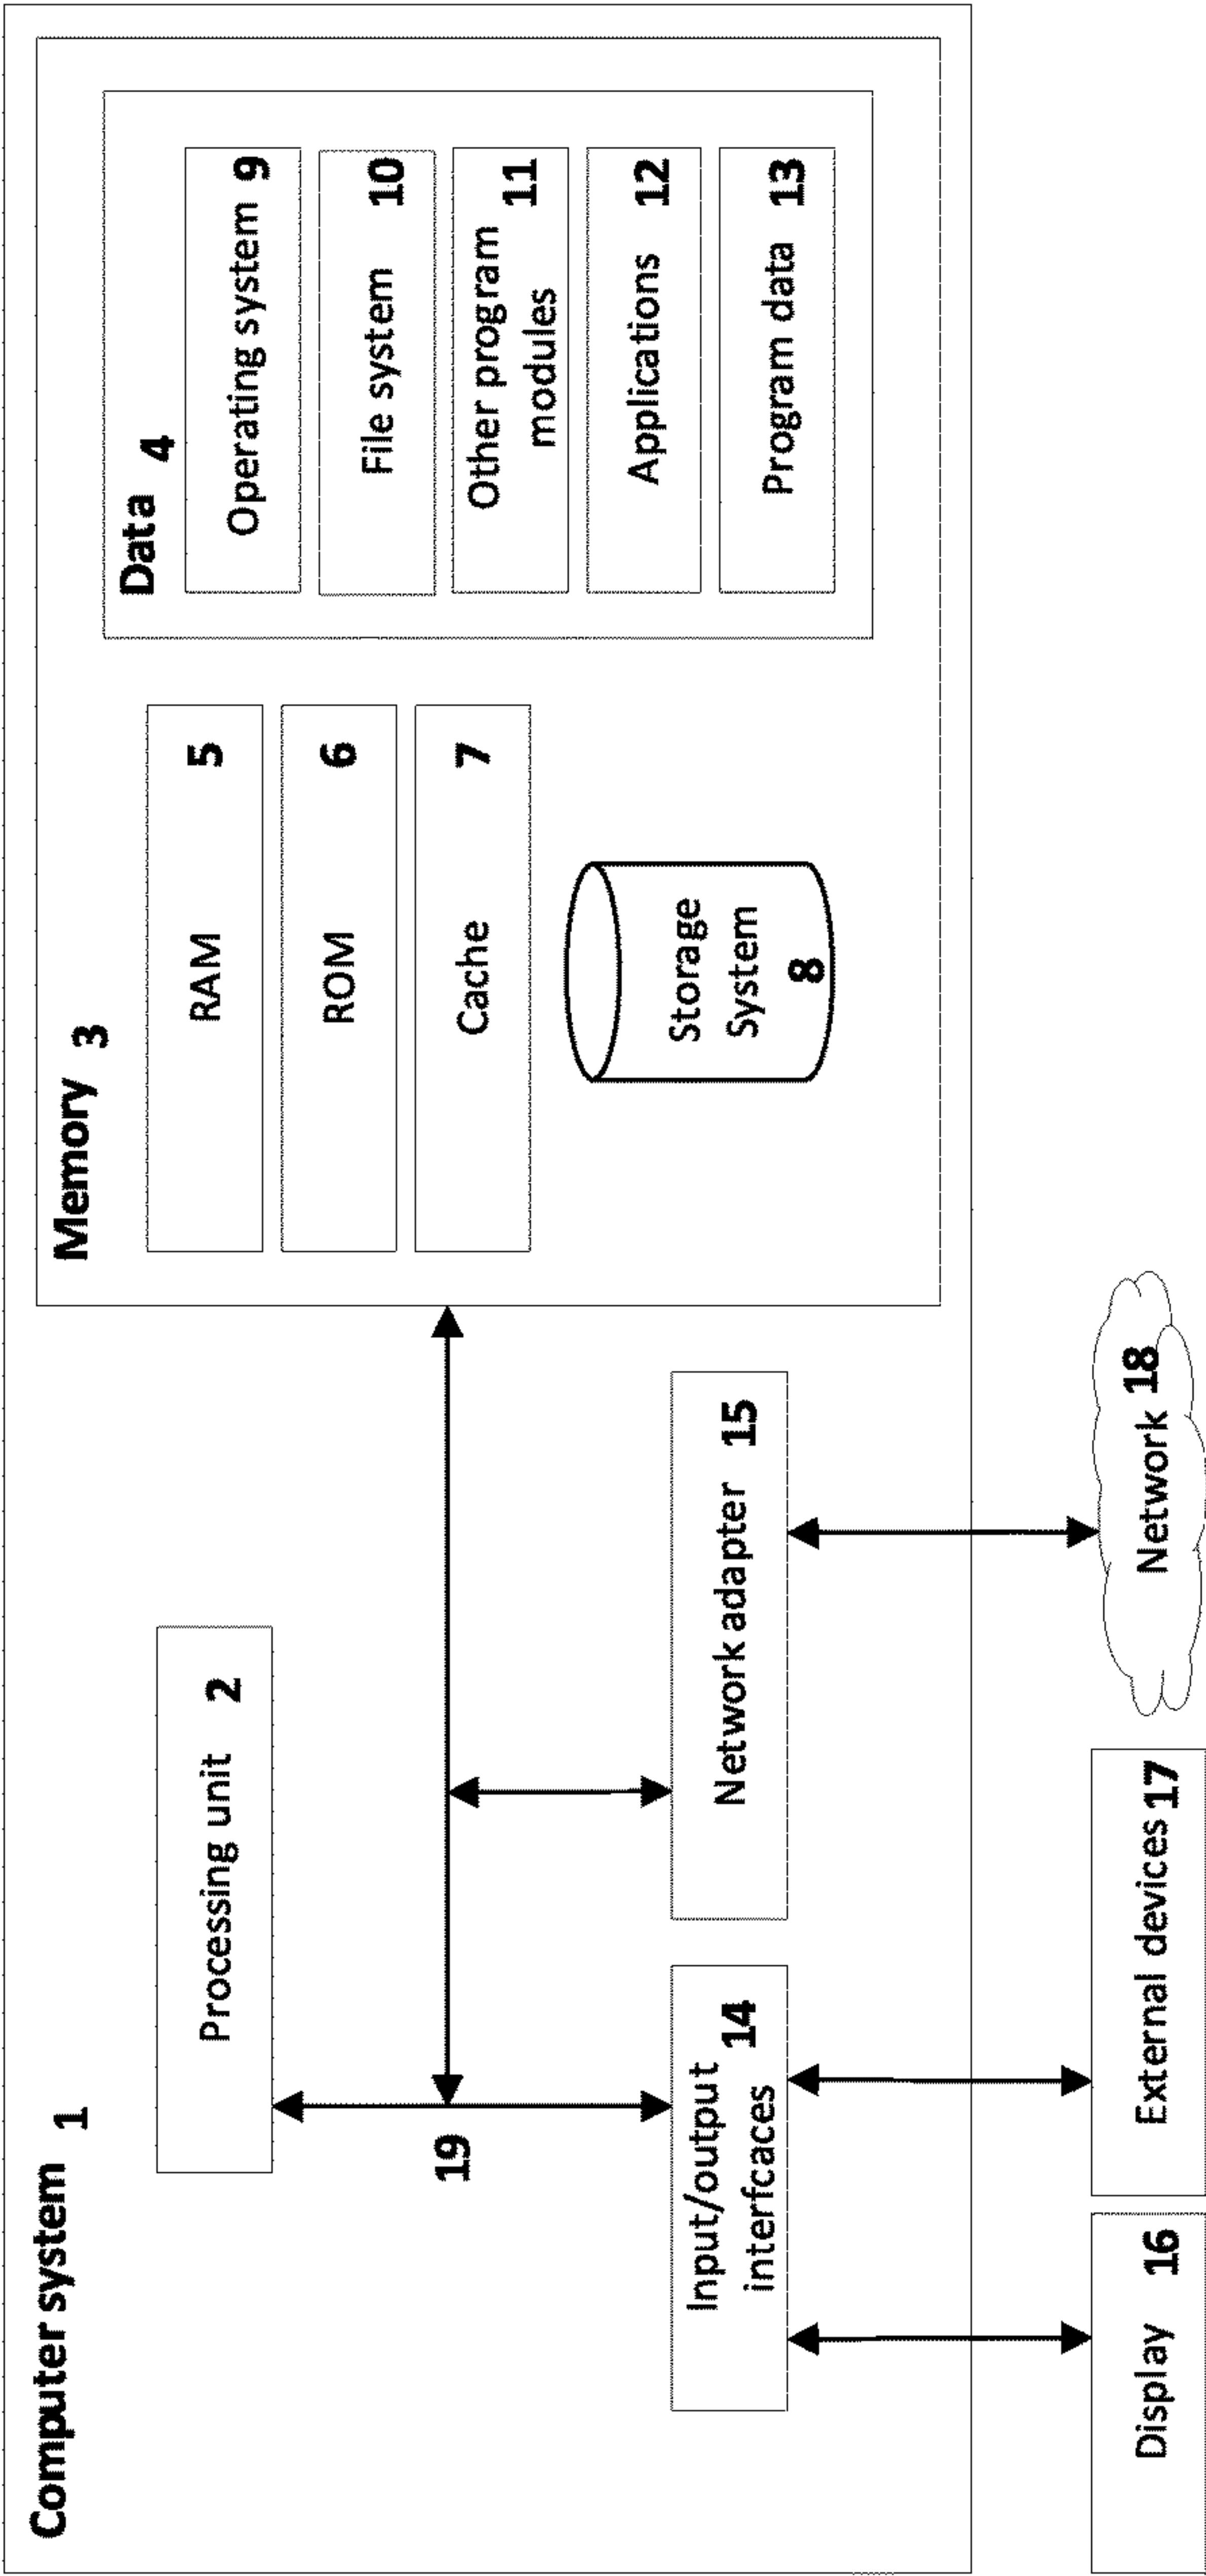 Computer system 1
Processing unit 2
19
Input/output
interfcaces 14
Network adapter 15
Display 16
External devices 17
Network 18
Memory 3
RAM 5
ROM 6
Cache 7
Storage
System
8
Data 4
Operating system 9
File system 10
Other program
modules 11
Applications 12
Program data 13